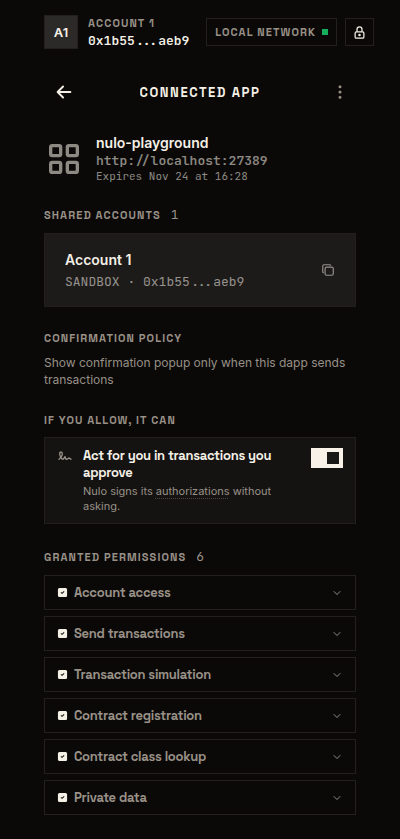 A1
ACCOUNT 1
0x1b55...aeb9
LOCAL NETWORK
CONNECTED APP
nulo-playground
http://localhost:27389
Expires Nov 24 at 16:28
SHARED ACCOUNTS 1
Account 1
SANDBOX · 0x1b55...aeb9
CONFIRMATION POLICY
Show confirmation popup only when this dapp sends
transactions
IF YOU ALLOW, IT CAN
Act for you in transactions you
approve
Nulo signs its authorizations without
asking.
GRANTED PERMISSIONS 6
Account access
Send transactions
Transaction simulation
Contract registration
Contract class lookup
Private data